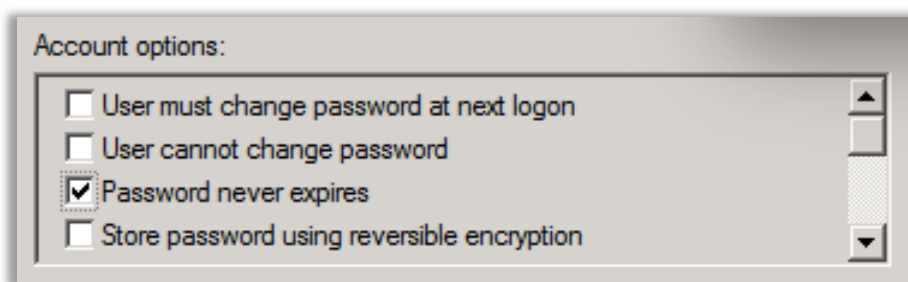 Account options:
User must change password at next logon
User cannot change password
Password never expires
Store password using reversible encryption